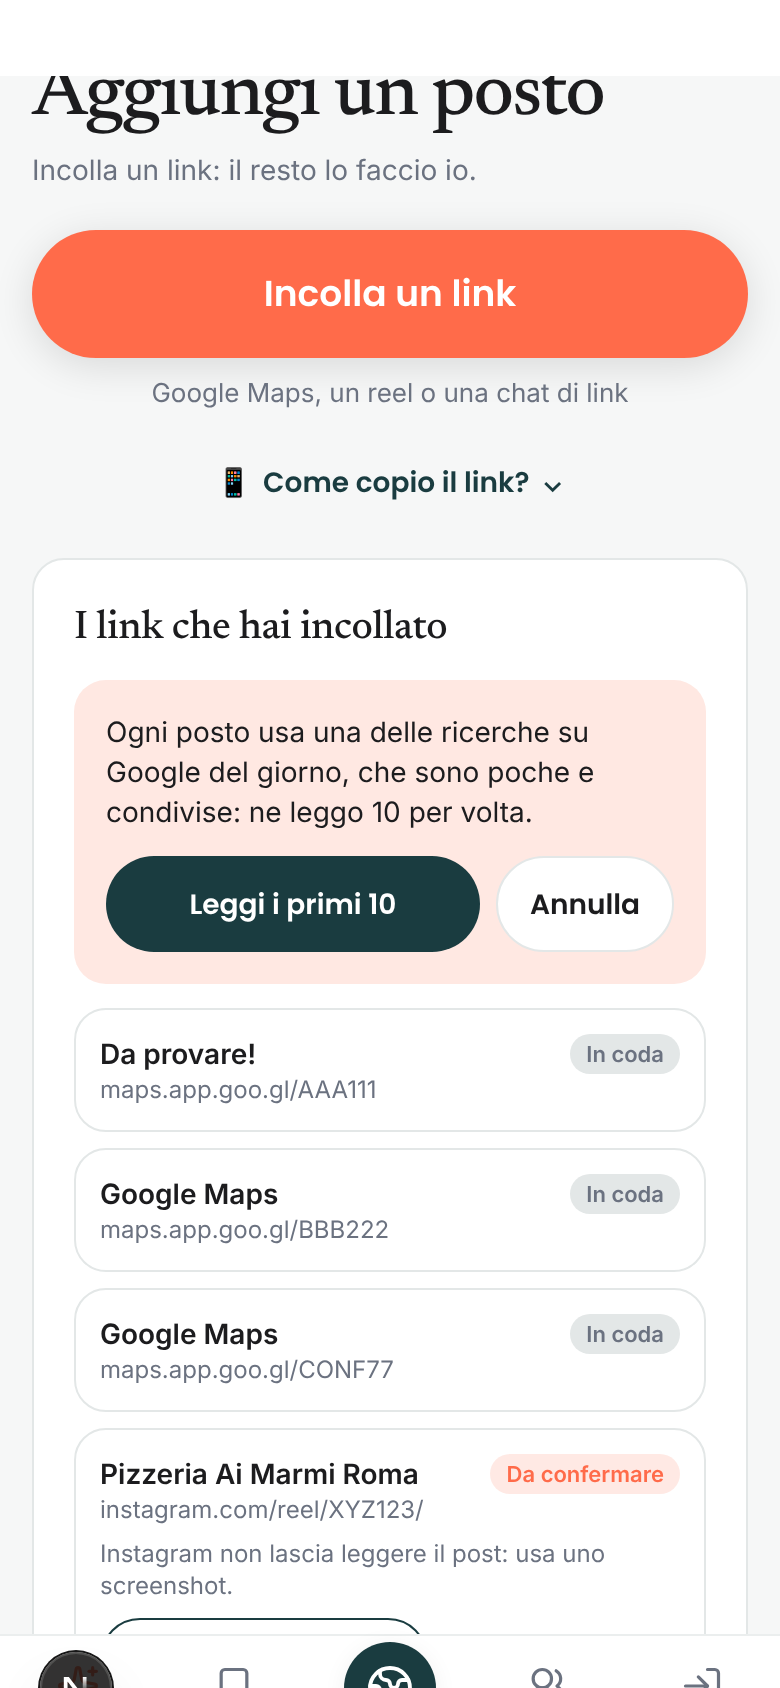 Aggiungi un posto
Incolla un link: il resto lo faccio io.
Incolla un link
Google Maps, un reel o una chat di link
Come copio il link?
I link che hai incollato
Ogni posto usa una delle ricerche su
Google del giorno, che sono poche e
condivise: ne leggo 10 per volta.
Leggi i primi 10
Annulla
Da provare!
In coda
maps.app.goo.gl/AAA111
Google Maps
In coda
maps.app.goo.gl/BBB222
Google Maps
In coda
maps.app.goo.gl/CONF77
Pizzeria Ai Marmi Roma
Da confermare
instagram.com/reel/XYZ123/
Instagram non lascia leggere il post: usa uno
screenshot.
N